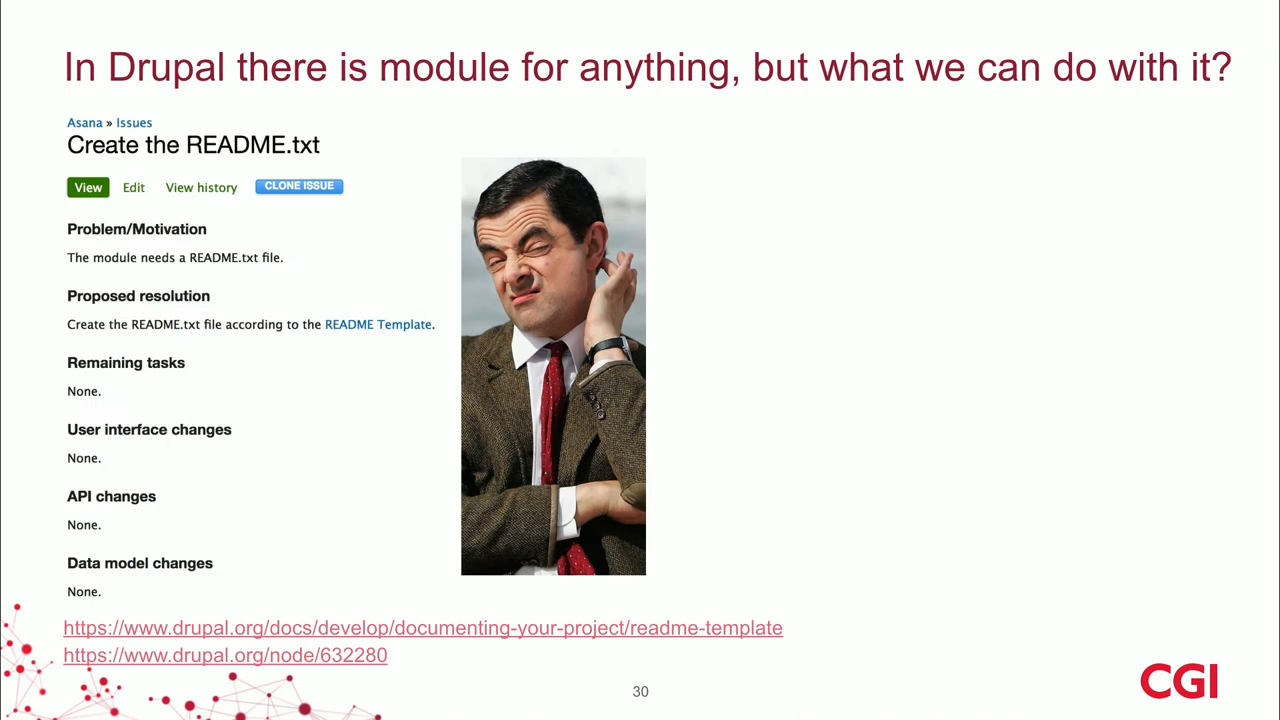 In Drupal there is module for anything, but what we can do with it?
Asana » Issues
Create the README.txt
View Edit View history CLONE ISSUE
Problem/Motivation
The module needs a README.txt file.
Proposed resolution
Create the README.txt file according to the README Template.
Remaining tasks
None.
User interface changes
None.
API changes
None.
Data model changes
None.
https://www.drupal.org/docs/develop/documenting-your-project/readme-template
https://www.drupal.org/node/632280
30
CGI